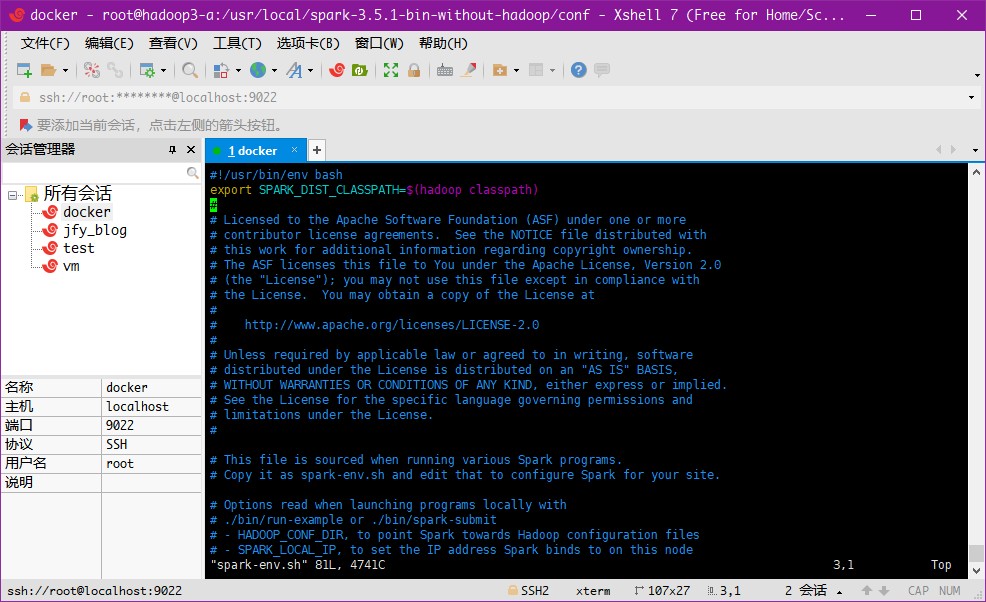 docker - root@hadoop3-a:/usr/local/spark-3.5.1-bin-without-hadoop/conf - Xshell 7 (Free for Home/Sc...
文件(F) 编辑(E) 查看(V) 工具(T) 选项卡(B) 窗口(W) 帮助(H)
ssh://root:********@localhost:9022
要添加当前会话，点击左侧的箭头按钮。
会话管理器
1 docker
所有会话
docker
jfy_blog
test
vm
名称 docker
主机 localhost
端口 9022
协议 SSH
用户名 root
说明
#!/usr/bin/env bash
export SPARK_DIST_CLASSPATH=$(hadoop classpath)
#
# Licensed to the Apache Software Foundation (ASF) under one or more
# contributor license agreements.  See the NOTICE file distributed with
# this work for additional information regarding copyright ownership.
# The ASF licenses this file to You under the Apache License, Version 2.0
# (the "License"); you may not use this file except in compliance with
# the License.  You may obtain a copy of the License at
#
#    http://www.apache.org/licenses/LICENSE-2.0
#
# Unless required by applicable law or agreed to in writing, software
# distributed under the License is distributed on an "AS IS" BASIS,
# WITHOUT WARRANTIES OR CONDITIONS OF ANY KIND, either express or implied.
# See the License for the specific language governing permissions and
# limitations under the License.
#
# This file is sourced when running various Spark programs.
# Copy it as spark-env.sh and edit that to configure Spark for your site.
# Options read when launching programs locally with
# ./bin/run-example or ./bin/spark-submit
# - HADOOP_CONF_DIR, to point Spark towards Hadoop configuration files
# - SPARK_LOCAL_IP, to set the IP address Spark binds to on this node
"spark-env.sh" 81L, 4741C 3,1 Top
ssh://root@localhost:9022 SSH2 xterm 107x27 3,1 2 会话 CAP NUM